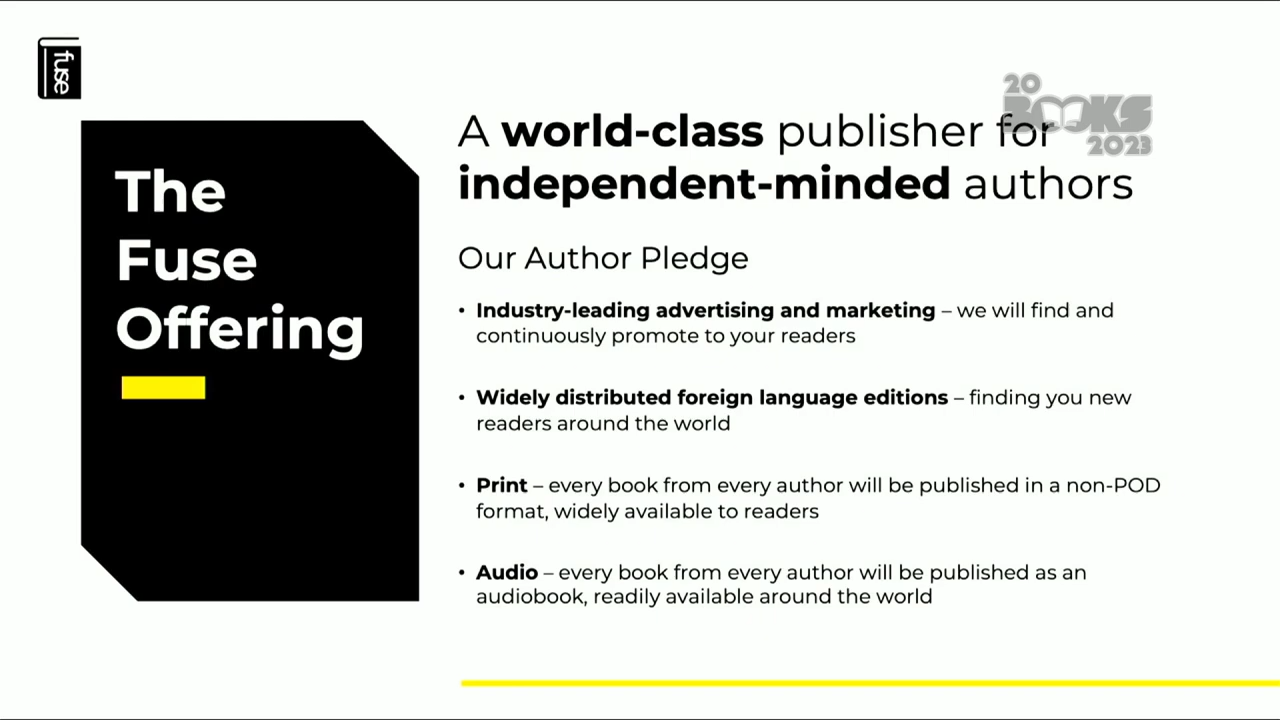 fuse
20
BOOKS
2023
The
Fuse
Offering
A world-class publisher for
independent-minded authors
Our Author Pledge
• Industry-leading advertising and marketing – we will find and
continuously promote to your readers
• Widely distributed foreign language editions – finding you new
readers around the world
• Print – every book from every author will be published in a non-POD
format, widely available to readers
• Audio – every book from every author will be published as an
audiobook, readily available around the world